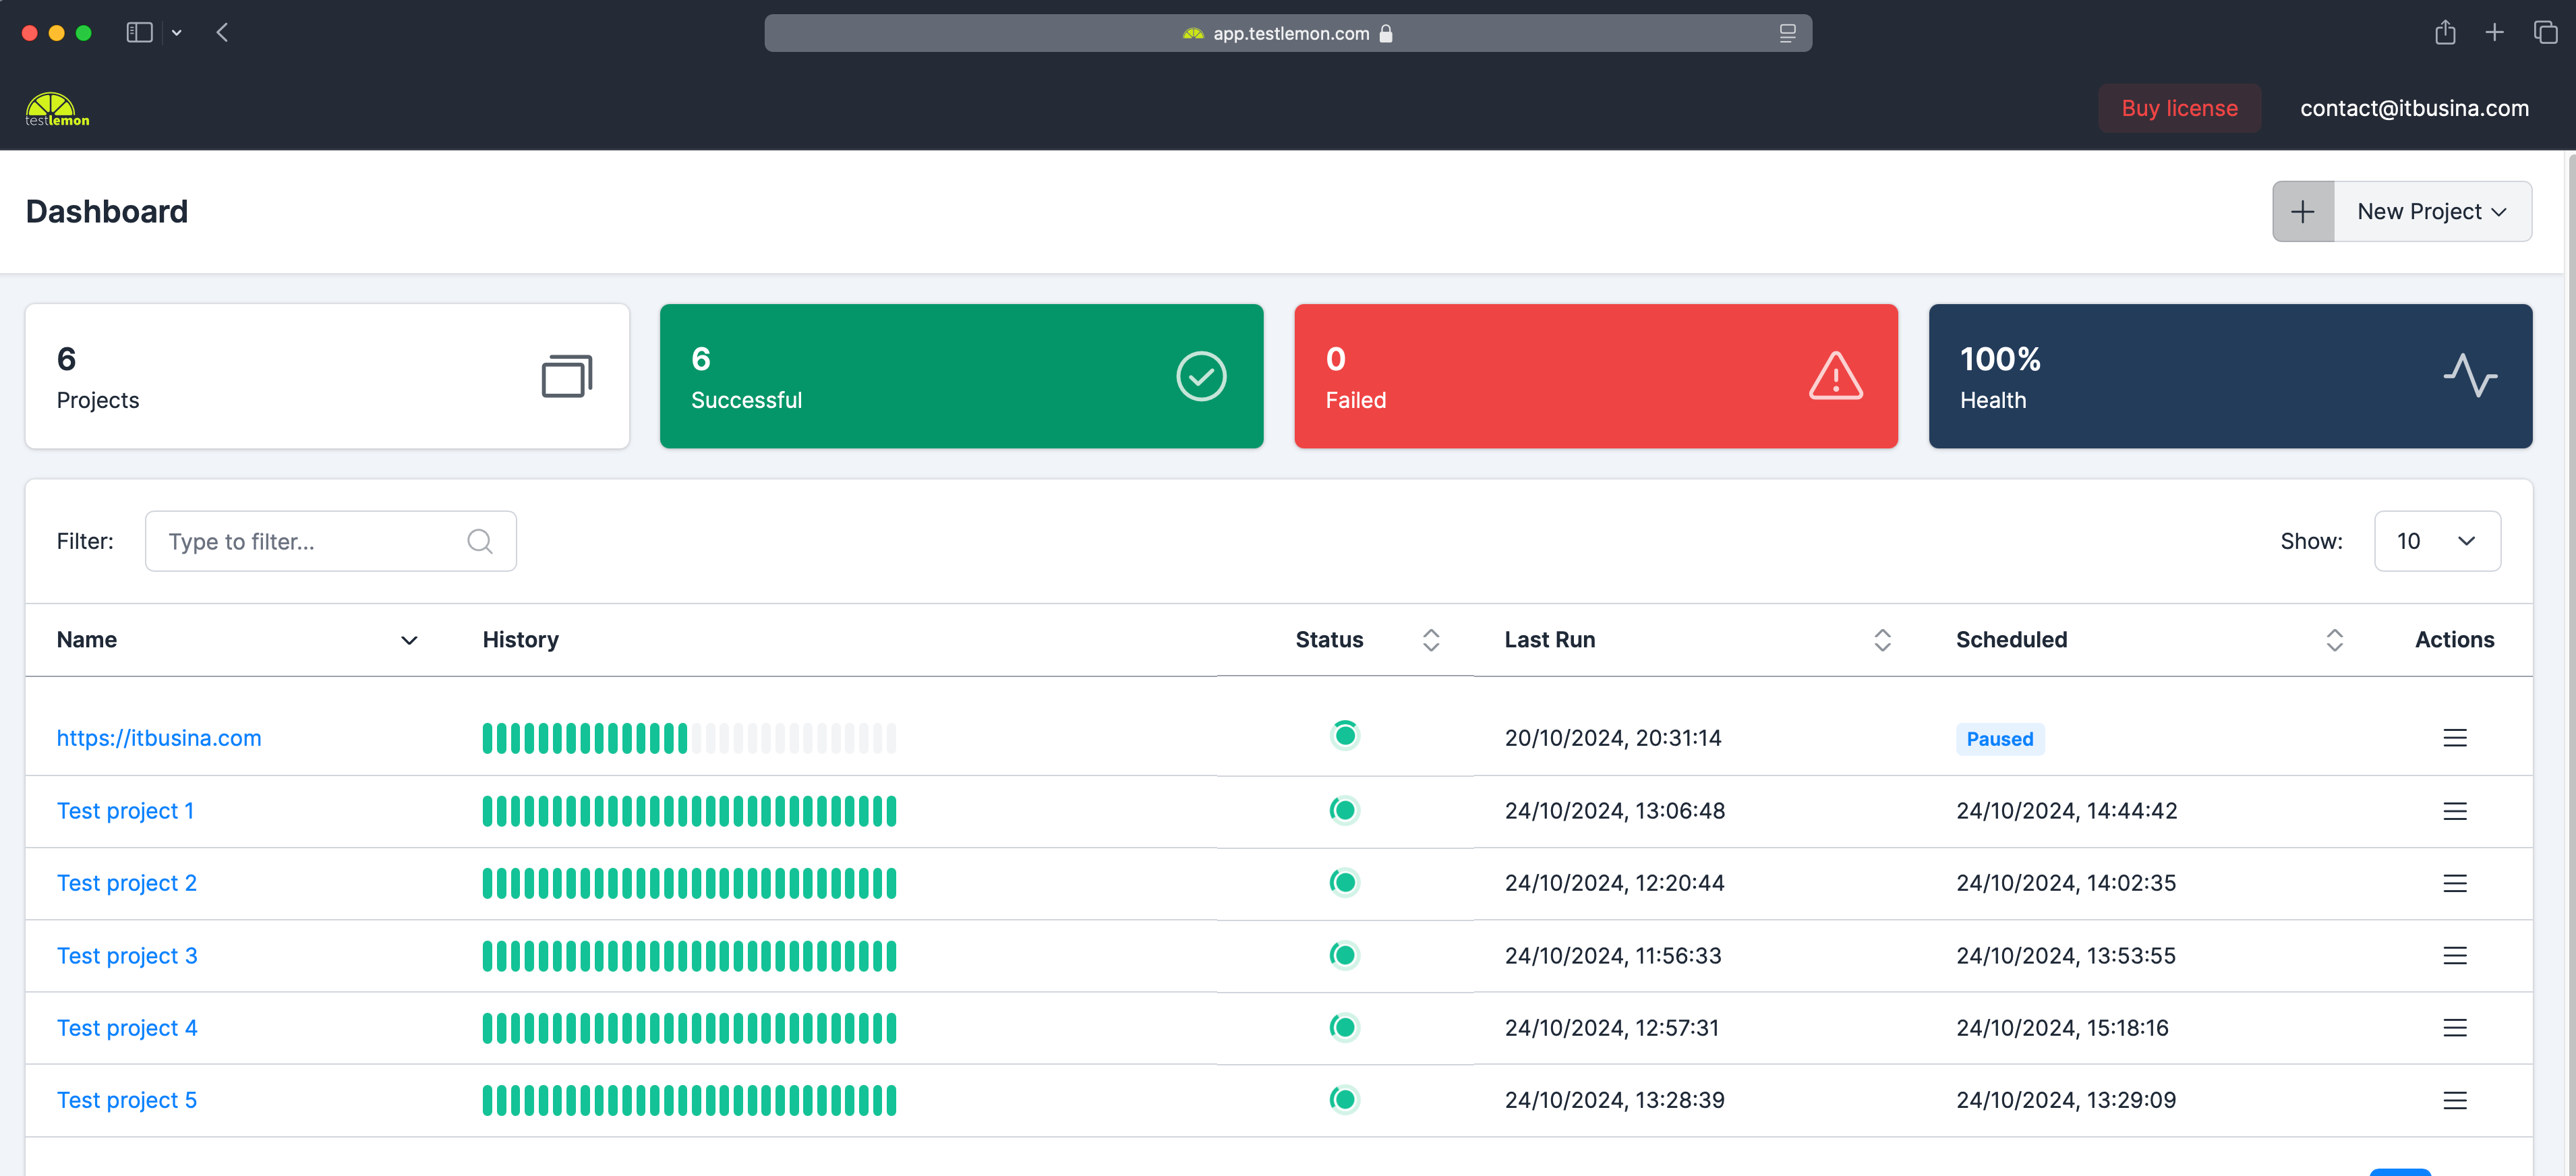 app.testlemon.com
testlemon
Buy license
contact@itbusina.com
Dashboard
New Project
6
Projects
6
Successful
0
Failed
100%
Health
Filter:
Type to filter...
Show:
10
Name History Status Last Run Scheduled Actions
https://itbusina.com 20/10/2024, 20:31:14 Paused
Test project 1 24/10/2024, 13:06:48 24/10/2024, 14:44:42
Test project 2 24/10/2024, 12:20:44 24/10/2024, 14:02:35
Test project 3 24/10/2024, 11:56:33 24/10/2024, 13:53:55
Test project 4 24/10/2024, 12:57:31 24/10/2024, 15:18:16
Test project 5 24/10/2024, 13:28:39 24/10/2024, 13:29:09